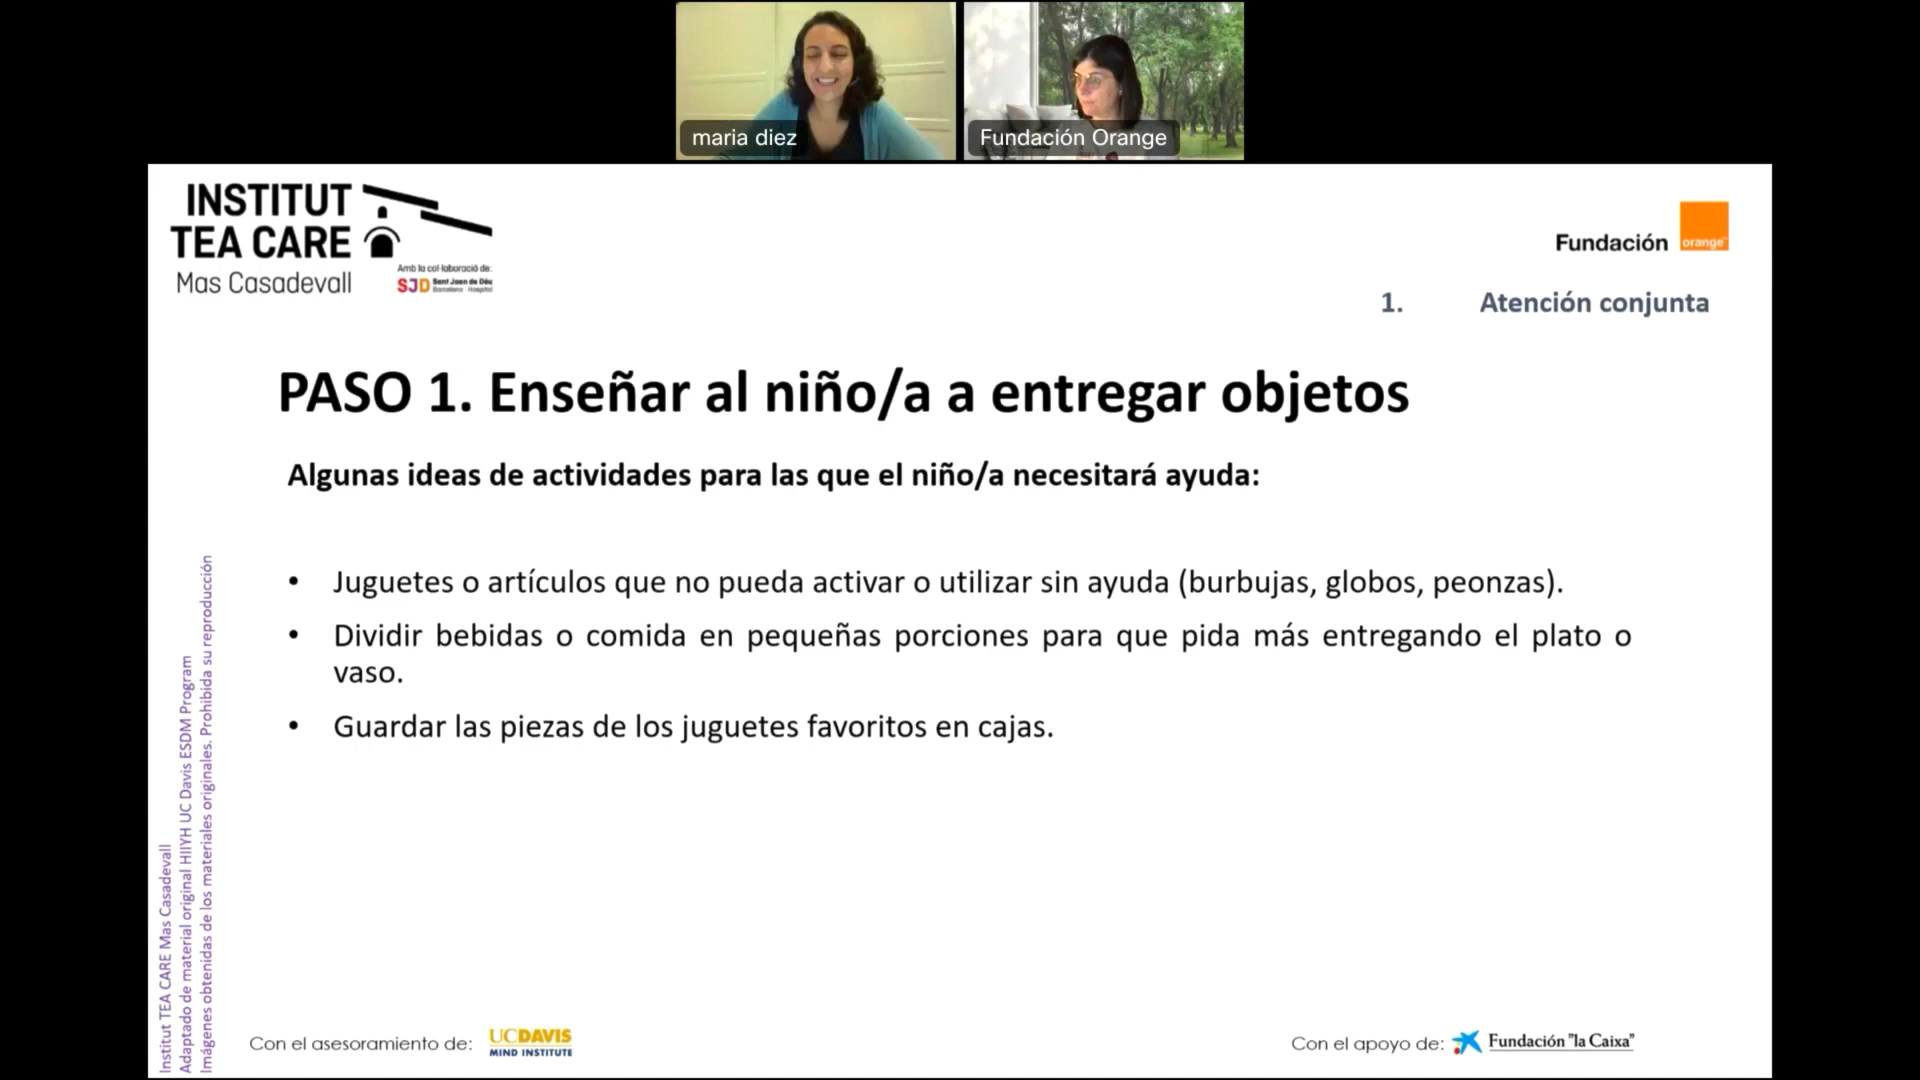 maria diez
Fundación Orange
INSTITUT
TEA CARE
Mas Casadevall
Amb la col·laboració de:
SJD Sant Joan de Déu
Barcelona · Hospital
Fundación
orange™
1. Atención conjunta
PASO 1. Enseñar al niño/a a entregar objetos
Algunas ideas de actividades para las que el niño/a necesitará ayuda:
• Juguetes o artículos que no pueda activar o utilizar sin ayuda (burbujas, globos, peonzas).
• Dividir bebidas o comida en pequeñas porciones para que pida más entregando el plato o
vaso.
• Guardar las piezas de los juguetes favoritos en cajas.
Institut TEA CARE Mas Casadevall
Adaptado de material original HIIYH UC Davis ESDM Program
Imágenes obtenidas de los materiales originales. Prohibida su reproducción
Con el asesoramiento de:
UCDAVIS
MIND INSTITUTE
Con el apoyo de:
Fundación "la Caixa"